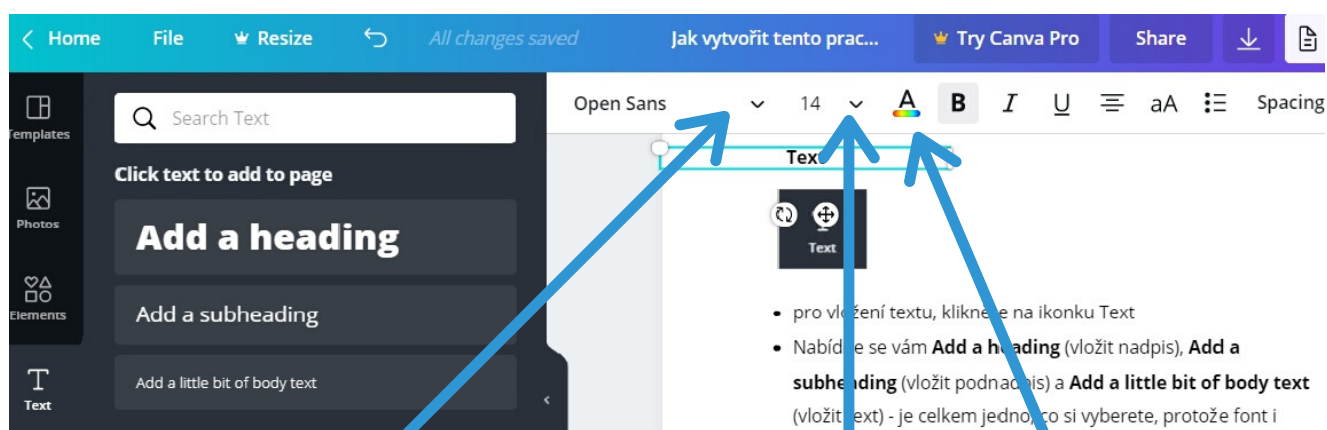 Home File Resize All changes saved Jak vytvořit tento prac... Try Canva Pro Share
Open Sans 14 A B I U aA Spacing
Templates
Search Text
Text
Click text to add to page
Photos
Add a heading
Text
Elements
Add a subheading
pro vložení textu, klikněte na ikonku Text
Nabídne se vám Add a heading (vložit nadpis), Add a
Text
Add a little bit of body text
subheading (vložit podnadpis) a Add a little bit of body text
(vložit text) - je celkem jedno, co si vyberete, protože font i